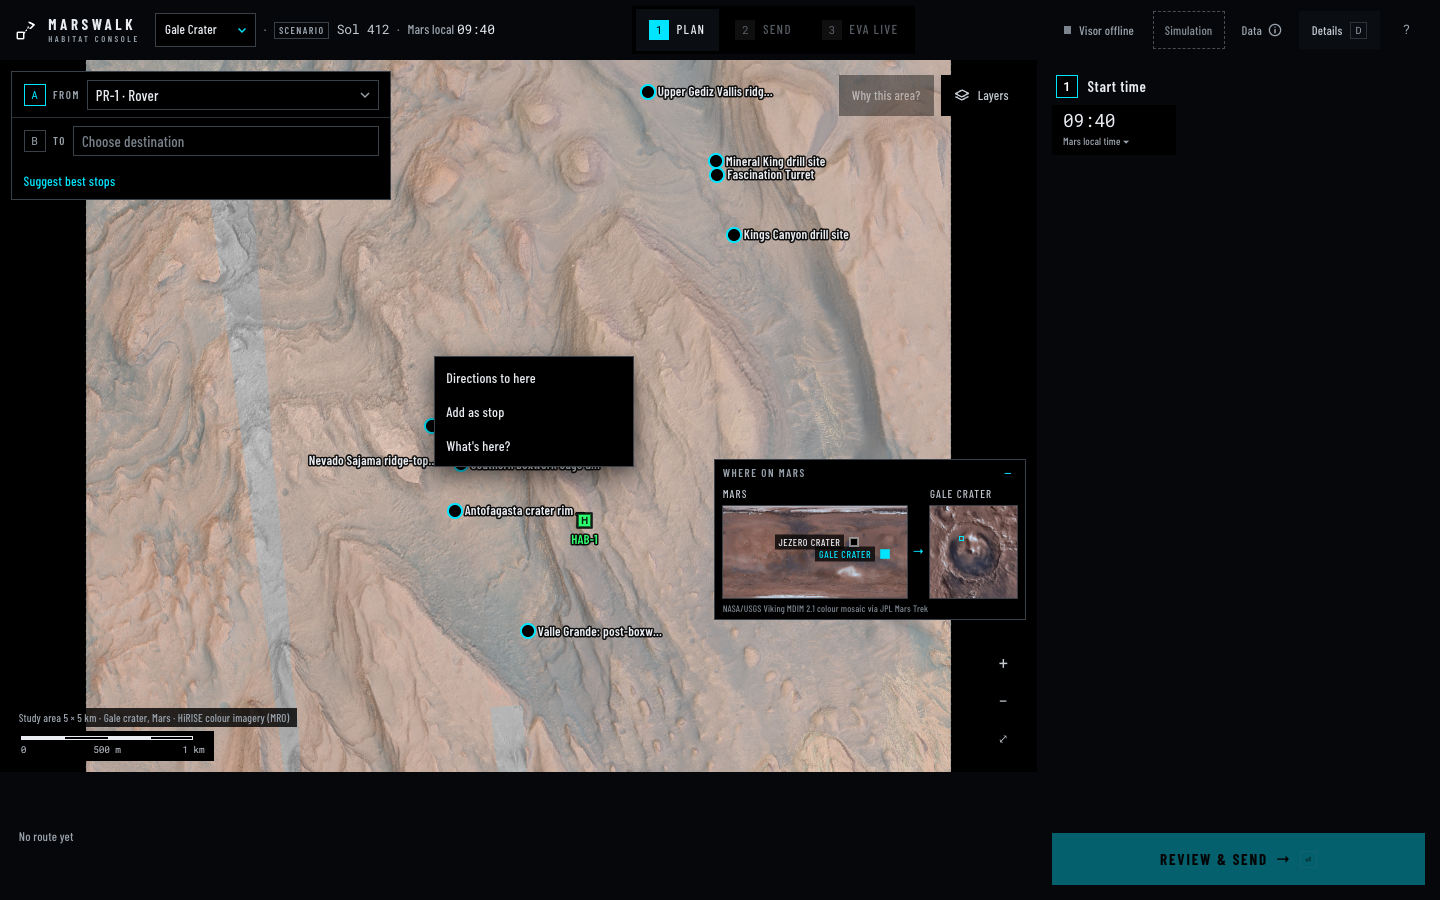 MARSWALK
HABITAT CONSOLE
Gale Crater
· SCENARIO Sol 412 · Mars local 09:40
1 PLAN
2 SEND
3 EVA LIVE
Visor offline
Simulation
Data
Details D
?
A FROM PR-1 · Rover
B TO Choose destination
Suggest best stops
Upper Gediz Vallis ridg...
Why this area?
Layers
Mineral King drill site
Fascination Turret
Kings Canyon drill site
Directions to here
Add as stop
What's here?
Nevado Sajama ridge-top...
Antofagasta crater rim
H
HAB-1
Valle Grande: post-boxw...
WHERE ON MARS
MARS
GALE CRATER
JEZERO CRATER
GALE CRATER
NASA/USGS Viking MDIM 2.1 colour mosaic via JPL Mars Trek
Study area 5 × 5 km · Gale crater, Mars · HiRISE colour imagery (MRO)
0 500 m 1 km
1 Start time
09:40
Mars local time
No route yet
REVIEW & SEND →